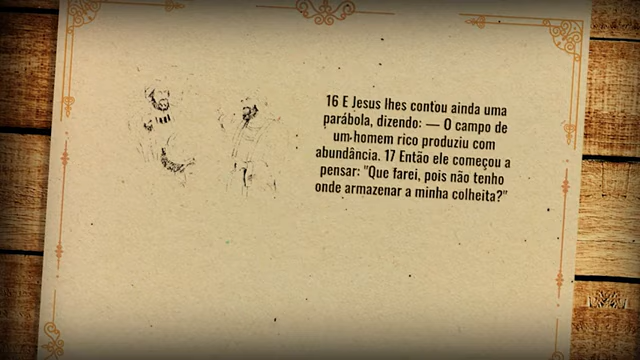 16 E Jesus lhes contou ainda uma
parábola, dizendo: — O campo de
um homem rico produziu com
abundância. 17 Então ele começou a
pensar: "Que farei, pois não tenho
onde armazenar a minha colheita?"